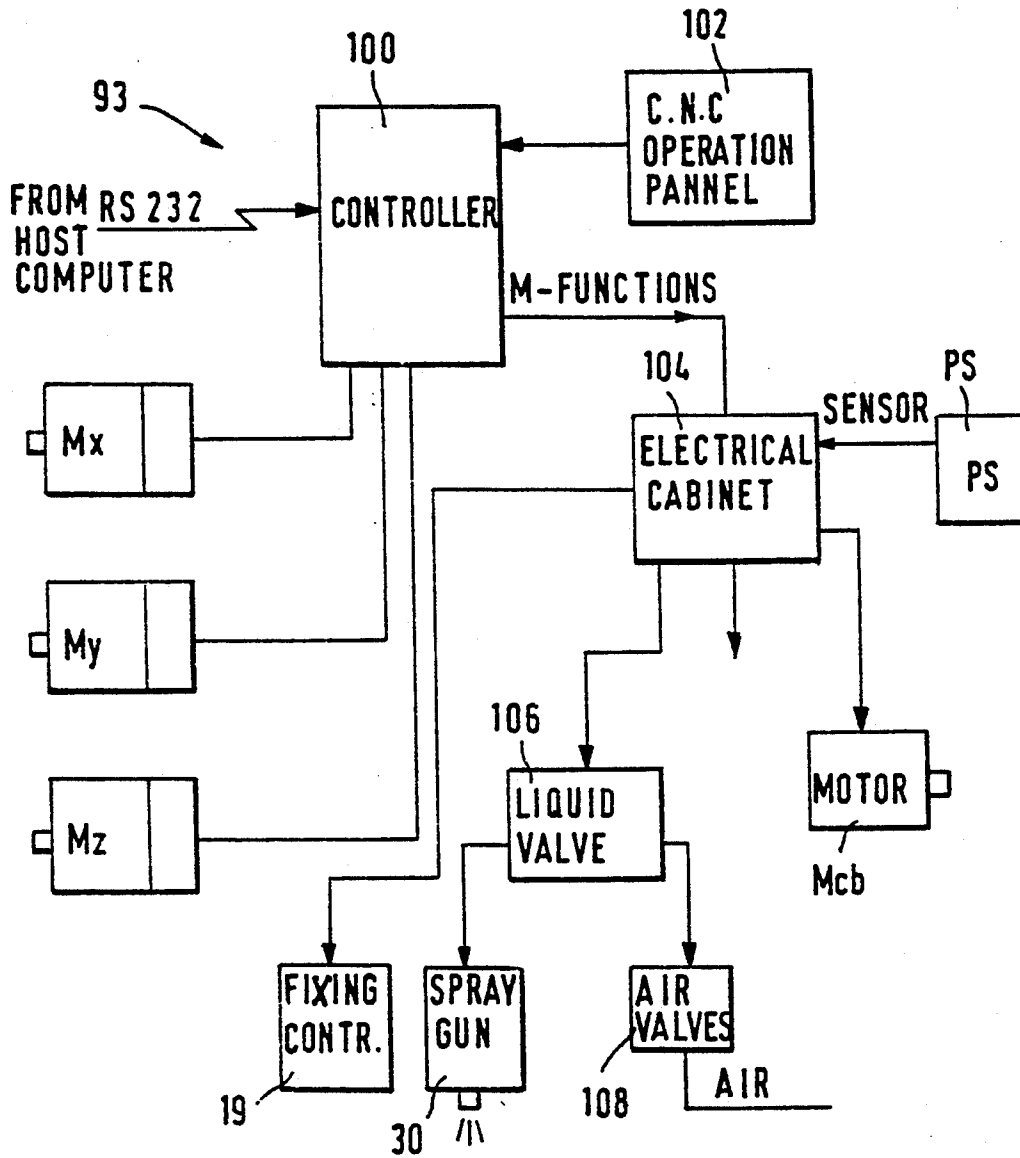 100
102
93
C.N.C
OPERATION
PANNEL
FROM RS 232
HOST
COMPUTER
CONTROLLER
M-FUNCTIONS
104
PS
SENSOR
ELECTRICAL
CABINET
PS
Mx
My
Mz
106
LIQUID
VALVE
MOTOR
Mcb
FIXING
CONTR.
SPRAY
GUN
AIR
VALVES
19
30
108
AIR